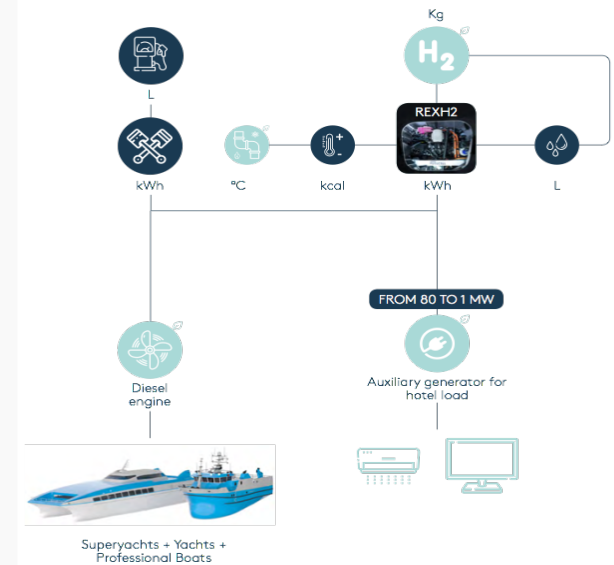 Kg
H2
L
REXH2
kWh
°C
kcal
kWh
L
FROM 80 TO 1 MW
Diesel
engine
Auxiliary generator for
hotel load
Superyachts + Yachts +
Professional Boats